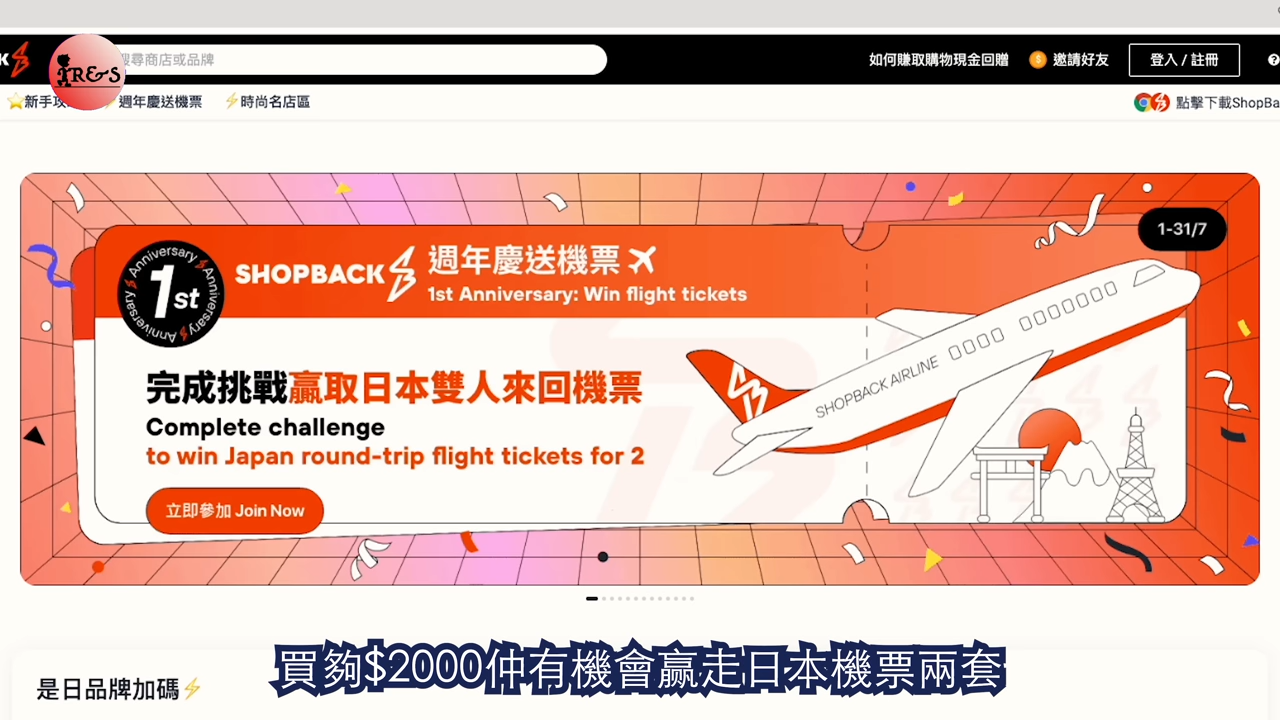 K
搜尋商店或品牌
如何賺取購物現金回贈
邀請好友
登入 / 註冊
R&S
新手攻
週年慶送機票
時尚名店區
點擊下載ShopBa
1-31/7
Anniversary Anniversary Anniversary
1st
SHOPBACK 週年慶送機票
1st Anniversary: Win flight tickets
完成挑戰贏取日本雙人來回機票
Complete challenge
to win Japan round-trip flight tickets for 2
SHOPBACK AIRLINE
立即參加 Join Now
是日品牌加碼
買夠$2000仲有機會贏走日本機票兩套